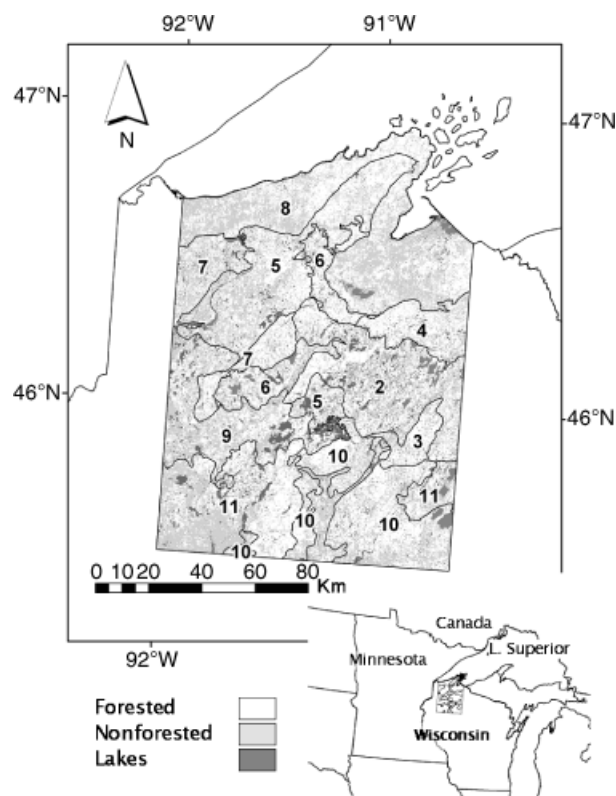 92°W 91°W
47°N 47°N
N
8
7 5 6
4
7
6 2
5
46°N 46°N
9 3
10
11 11
10 10
10
0 10 20 40 60 80 Km
92°W
Canada
L. Superior
Minnesota
Wisconsin
Forested
Nonforested
Lakes